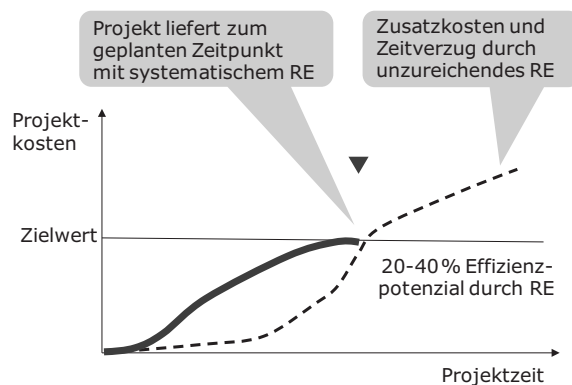 Projekt liefert zum
geplanten Zeitpunkt
mit systematischem RE
Zusatzkosten und
Zeitverzug durch
unzureichendes RE
Projekt-
kosten
Zielwert
20-40 % Effizienz-
potenzial durch RE
Projektzeit